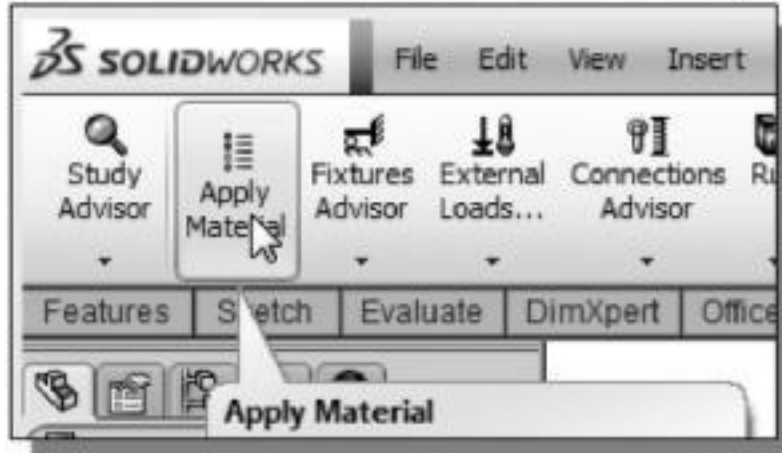 SOLIDWORKS File Edit View Insert
Study Advisor
Apply Material
Fixtures Advisor
External Loads...
Connections Advisor
Features Sketch Evaluate DimXpert Office
Apply Material